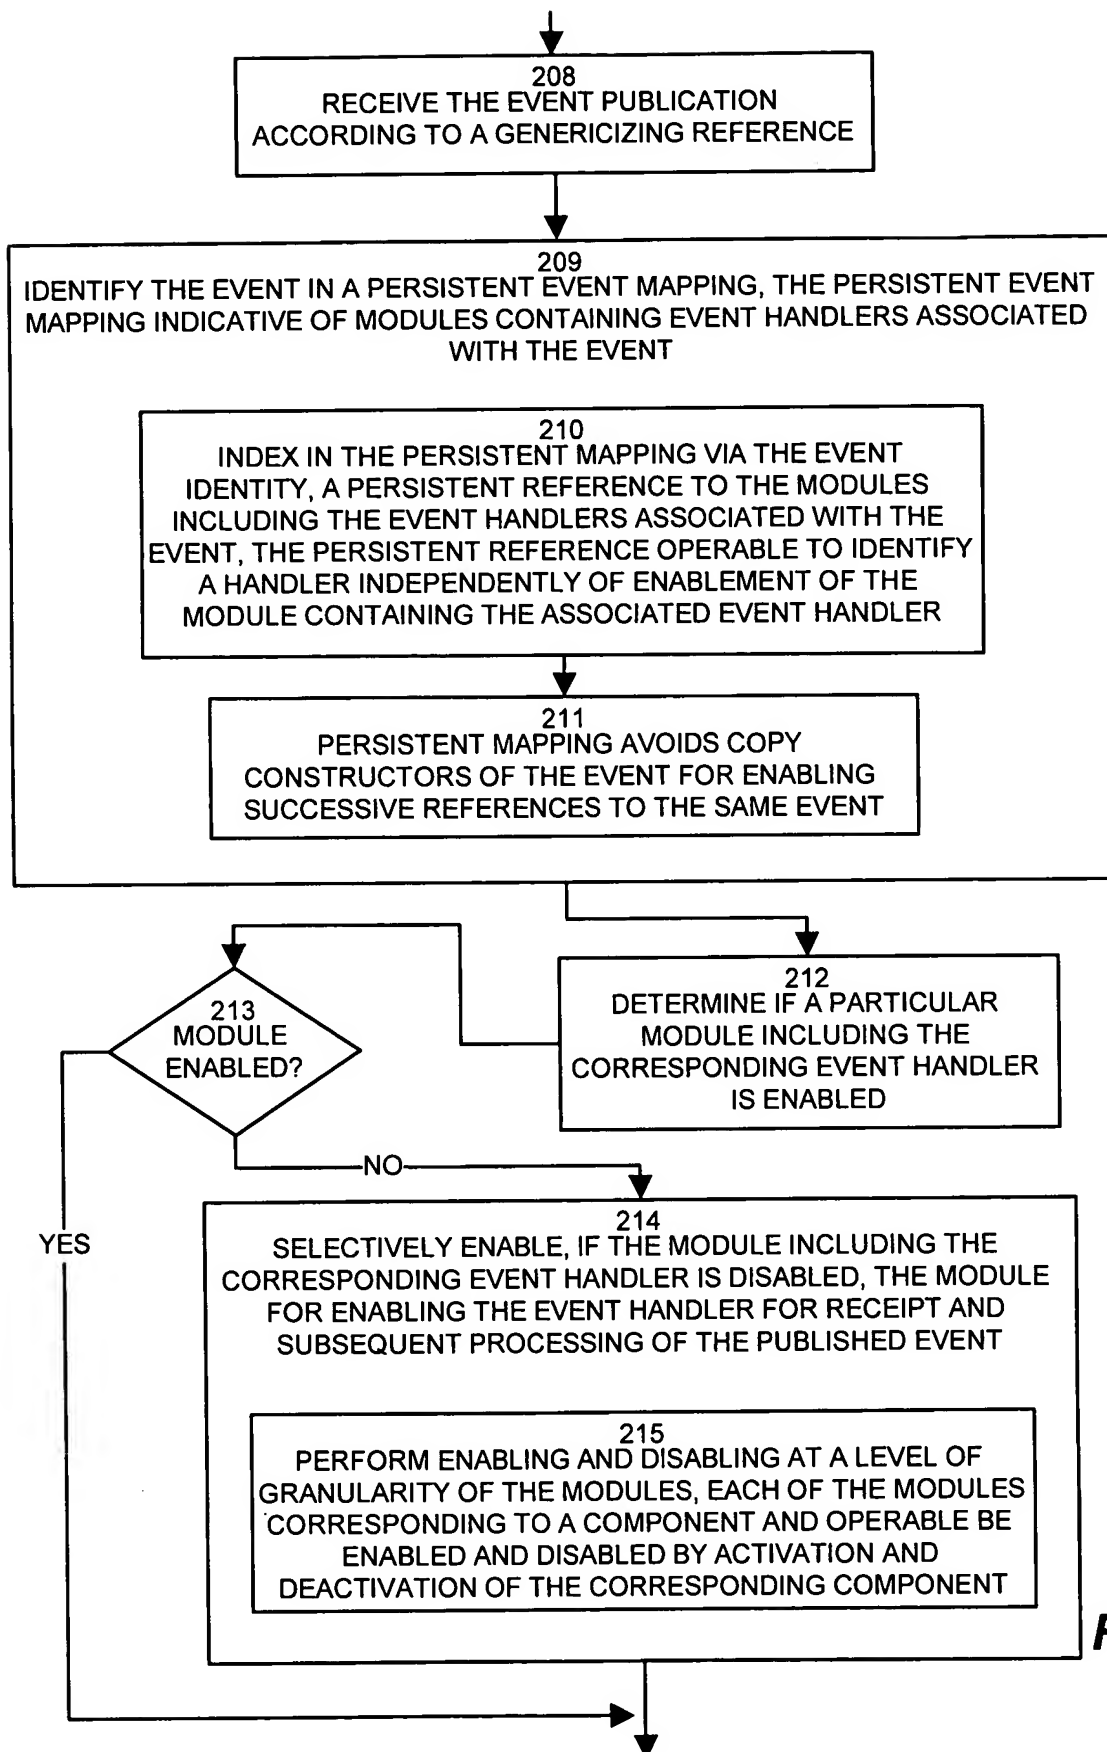 208
RECEIVE THE EVENT PUBLICATION
ACCORDING TO A GENERICIZING REFERENCE
209
IDENTIFY THE EVENT IN A PERSISTENT EVENT MAPPING, THE PERSISTENT EVENT
MAPPING INDICATIVE OF MODULES CONTAINING EVENT HANDLERS ASSOCIATED
WITH THE EVENT
210
INDEX IN THE PERSISTENT MAPPING VIA THE EVENT
IDENTITY, A PERSISTENT REFERENCE TO THE MODULES
INCLUDING THE EVENT HANDLERS ASSOCIATED WITH THE
EVENT, THE PERSISTENT REFERENCE OPERABLE TO IDENTIFY
A HANDLER INDEPENDENTLY OF ENABLEMENT OF THE
MODULE CONTAINING THE ASSOCIATED EVENT HANDLER
211
PERSISTENT MAPPING AVOIDS COPY
CONSTRUCTORS OF THE EVENT FOR ENABLING
SUCCESSIVE REFERENCES TO THE SAME EVENT
212
DETERMINE IF A PARTICULAR
MODULE INCLUDING THE
CORRESPONDING EVENT HANDLER
IS ENABLED
213
MODULE
ENABLED?
NO
YES
214
SELECTIVELY ENABLE, IF THE MODULE INCLUDING THE
CORRESPONDING EVENT HANDLER IS DISABLED, THE MODULE
FOR ENABLING THE EVENT HANDLER FOR RECEIPT AND
SUBSEQUENT PROCESSING OF THE PUBLISHED EVENT
215
PERFORM ENABLING AND DISABLING AT A LEVEL OF
GRANULARITY OF THE MODULES, EACH OF THE MODULES
CORRESPONDING TO A COMPONENT AND OPERABLE BE
ENABLED AND DISABLED BY ACTIVATION AND
DEACTIVATION OF THE CORRESPONDING COMPONENT